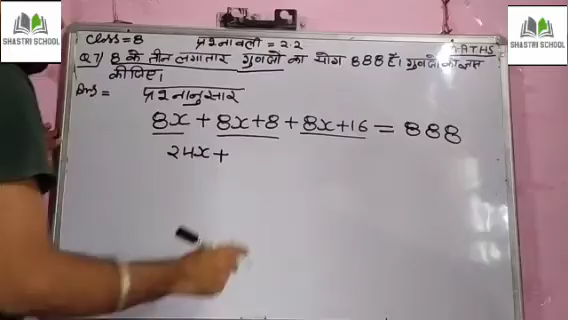 SHASTRI SCHOOL
SHASTRI SCHOOL
Class :- 8 प्रश्नावली = 2.2 MATHS
Q7) 8 के तीन लगातार गुणजों का योग 888 है। गुणजों को ज्ञात
कीजिए।
Ans = प्रश्नानुसार
8x + 8x+8 + 8x+16 = 888
24x +